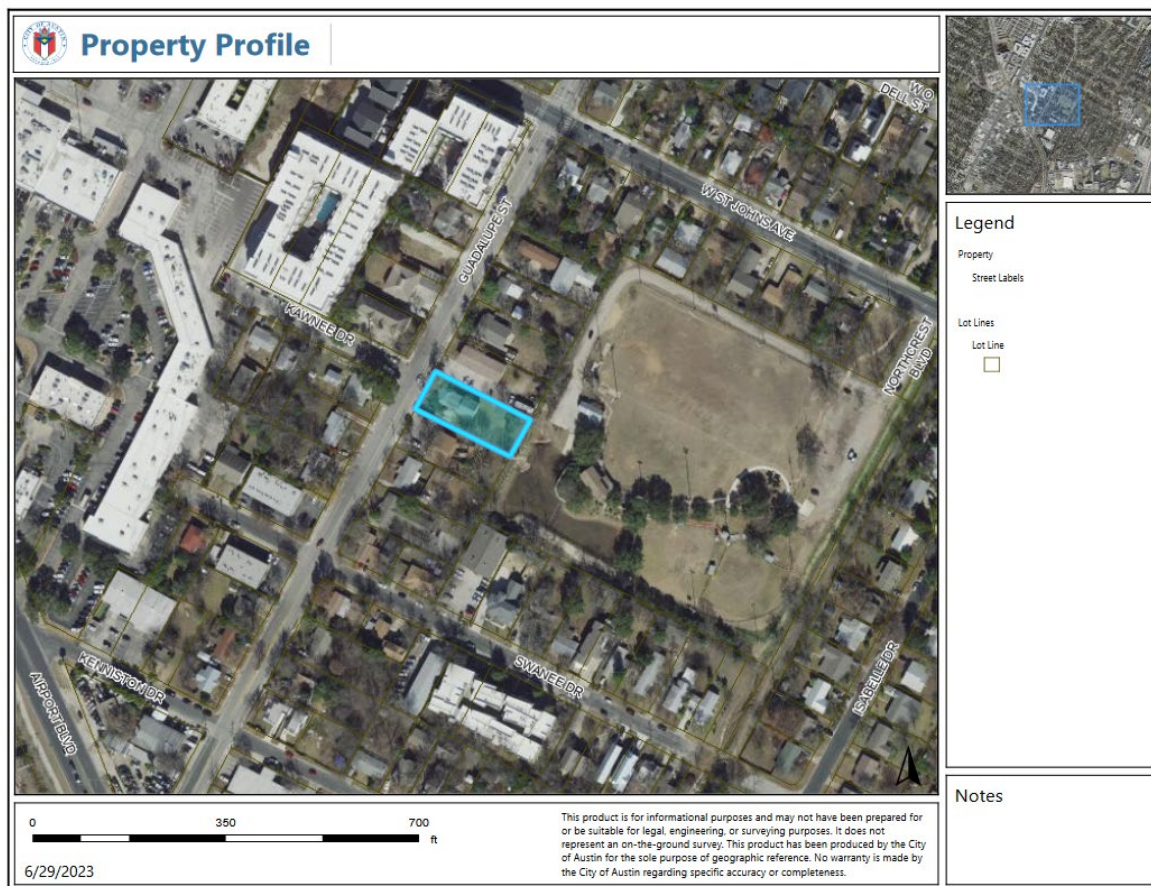 Property Profile
W O
DELL ST
W ST JOHNS AVE
GUADALUPE ST
KAWNEE DR
NORTHCREST
BLVD
SWANEE DR
ISABELLE DR
KENNISTON DR
AIRPORT BLVD
Legend
Property
Street Labels
Lot Lines
Lot Line
Notes
0 350 700
ft
6/29/2023
This product is for informational purposes and may not have been prepared for
or be suitable for legal, engineering, or surveying purposes. It does not
represent an on-the-ground survey. This product has been produced by the City
of Austin for the sole purpose of geographic reference. No warranty is made by
the City of Austin regarding specific accuracy or completeness.